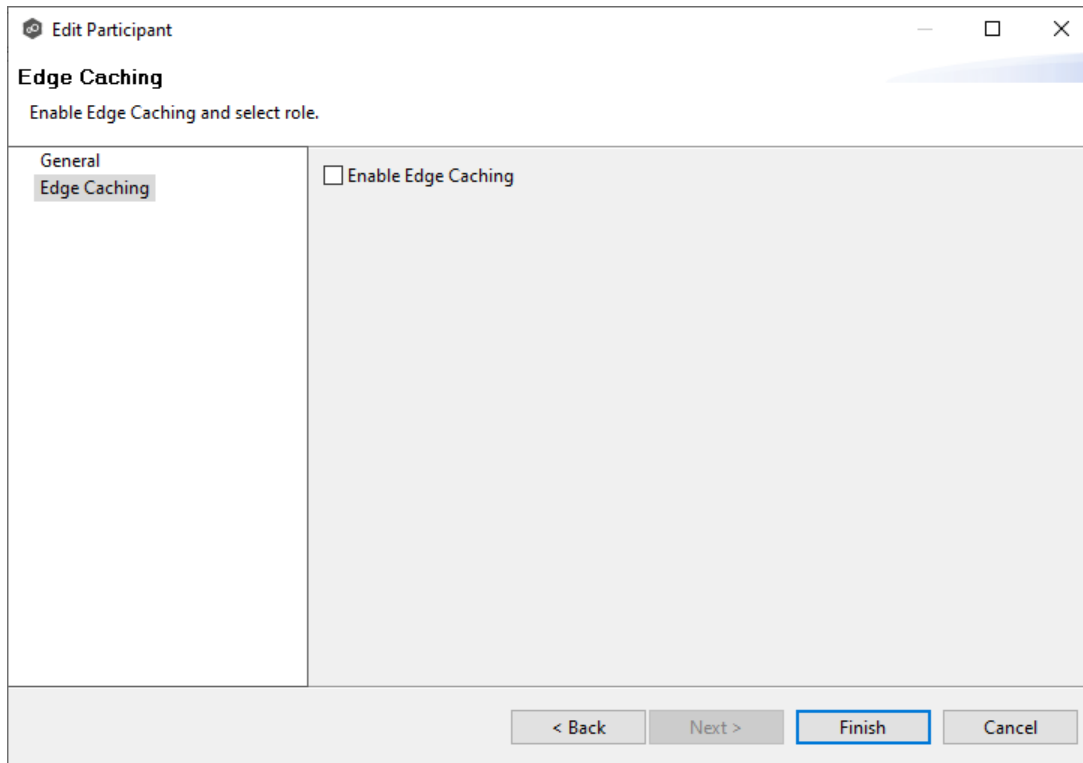 Edit Participant
Edge Caching
Enable Edge Caching and select role.
General
Edge Caching
Enable Edge Caching
< Back
Next >
Finish
Cancel